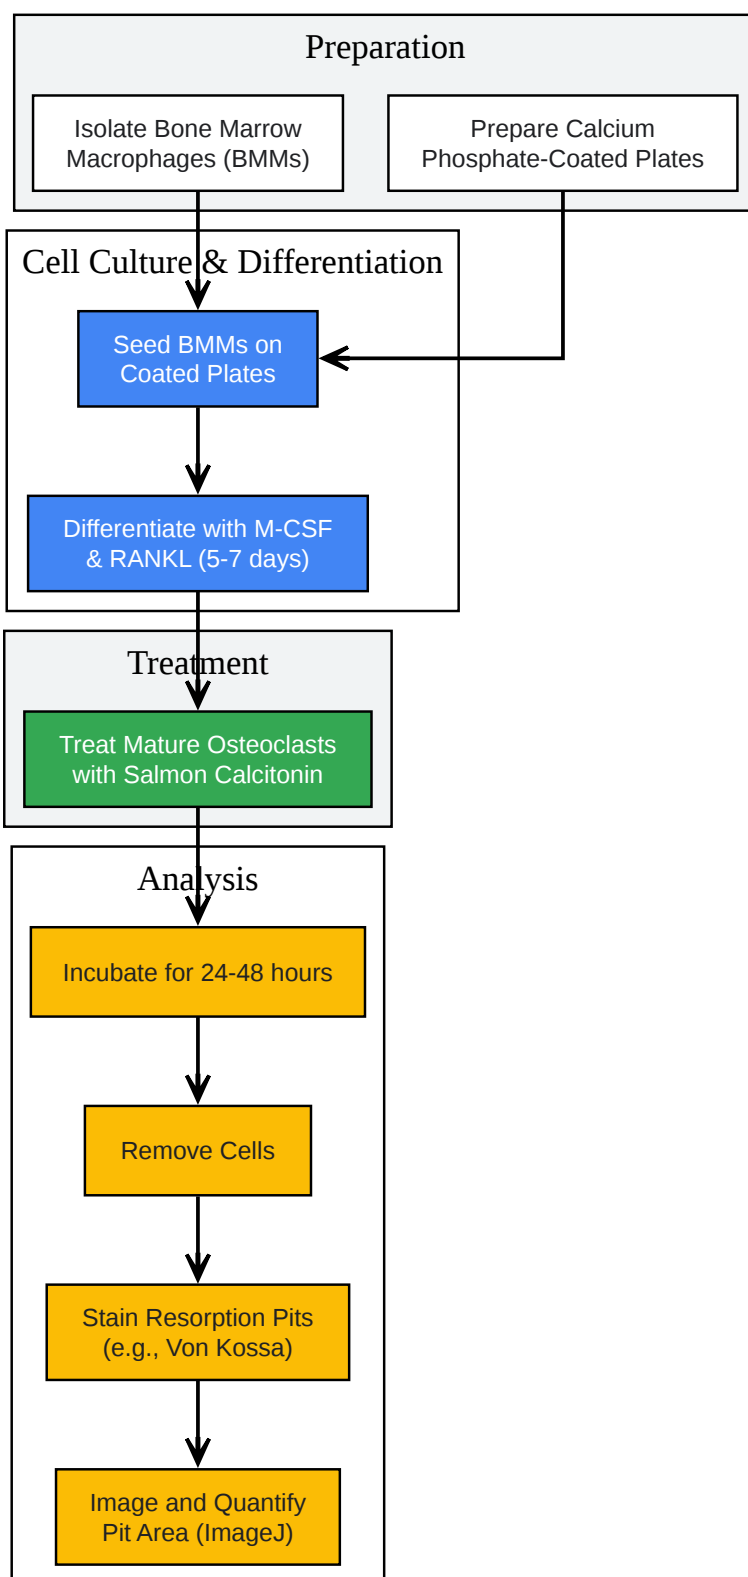 Preparation
Isolate Bone Marrow
Macrophages (BMMs)
Prepare Calcium
Phosphate-Coated Plates
Cell Culture & Differentiation
Seed BMMs on
Coated Plates
Differentiate with M-CSF
& RANKL (5-7 days)
Treatment
Treat Mature Osteoclasts
with Salmon Calcitonin
Analysis
Incubate for 24-48 hours
Remove Cells
Stain Resorption Pits
(e.g., Von Kossa)
Image and Quantify
Pit Area (ImageJ)